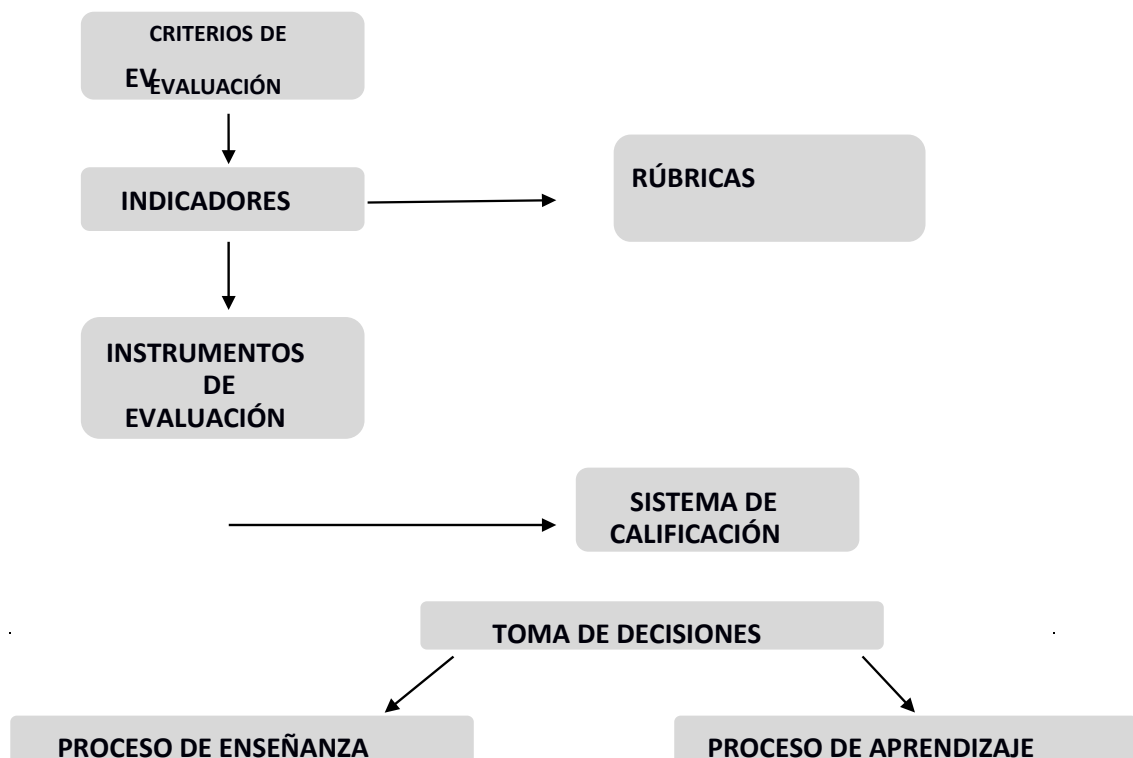 CRITERIOS DE
EVEVALUACIÓN
INDICADORES
RÚBRICAS
INSTRUMENTOS
DE
EVALUACIÓN
SISTEMA DE
CALIFICACIÓN
TOMA DE DECISIONES
PROCESO DE ENSEÑANZA
PROCESO DE APRENDIZAJE